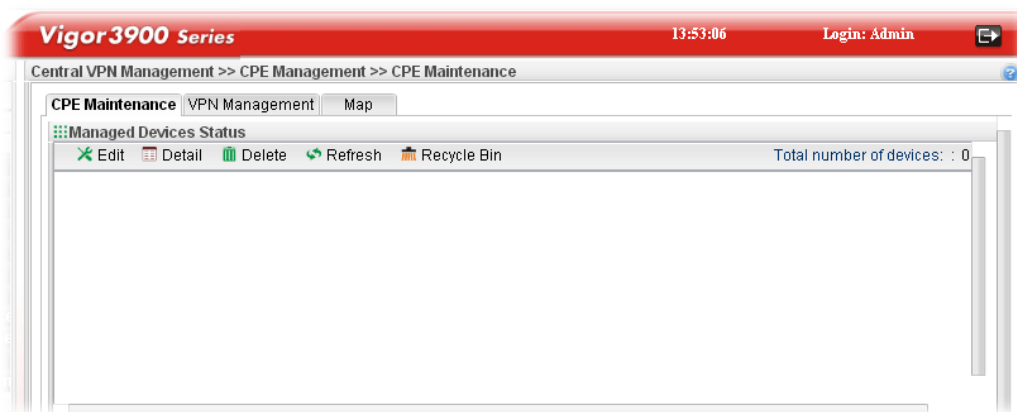 Vigor3900 Series 13:53:06 Login: Admin
Central VPN Management >> CPE Management >> CPE Maintenance
CPE Maintenance VPN Management Map
Managed Devices Status
Edit Detail Delete Refresh Recycle Bin Total number of devices: : 0